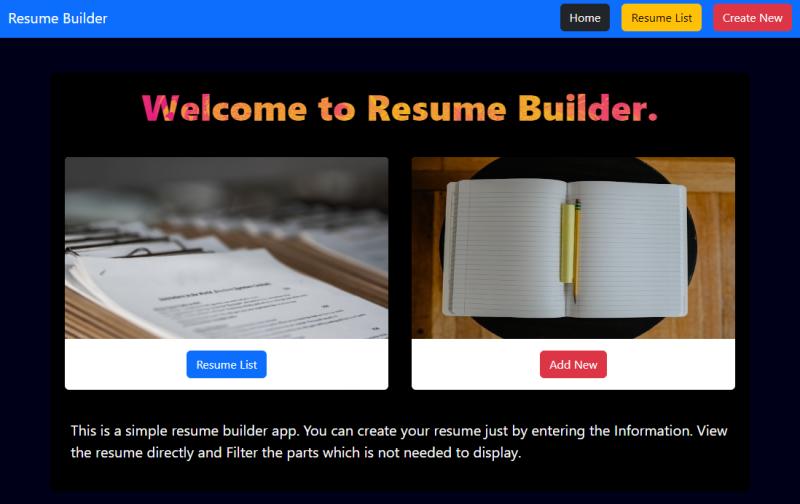 Resume Builder
Home
Resume List
Create New
Welcome to Resume Builder.
Resume List
Add New
This is a simple resume builder app. You can create your resume just by entering the Information. View
the resume directly and Filter the parts which is not needed to display.